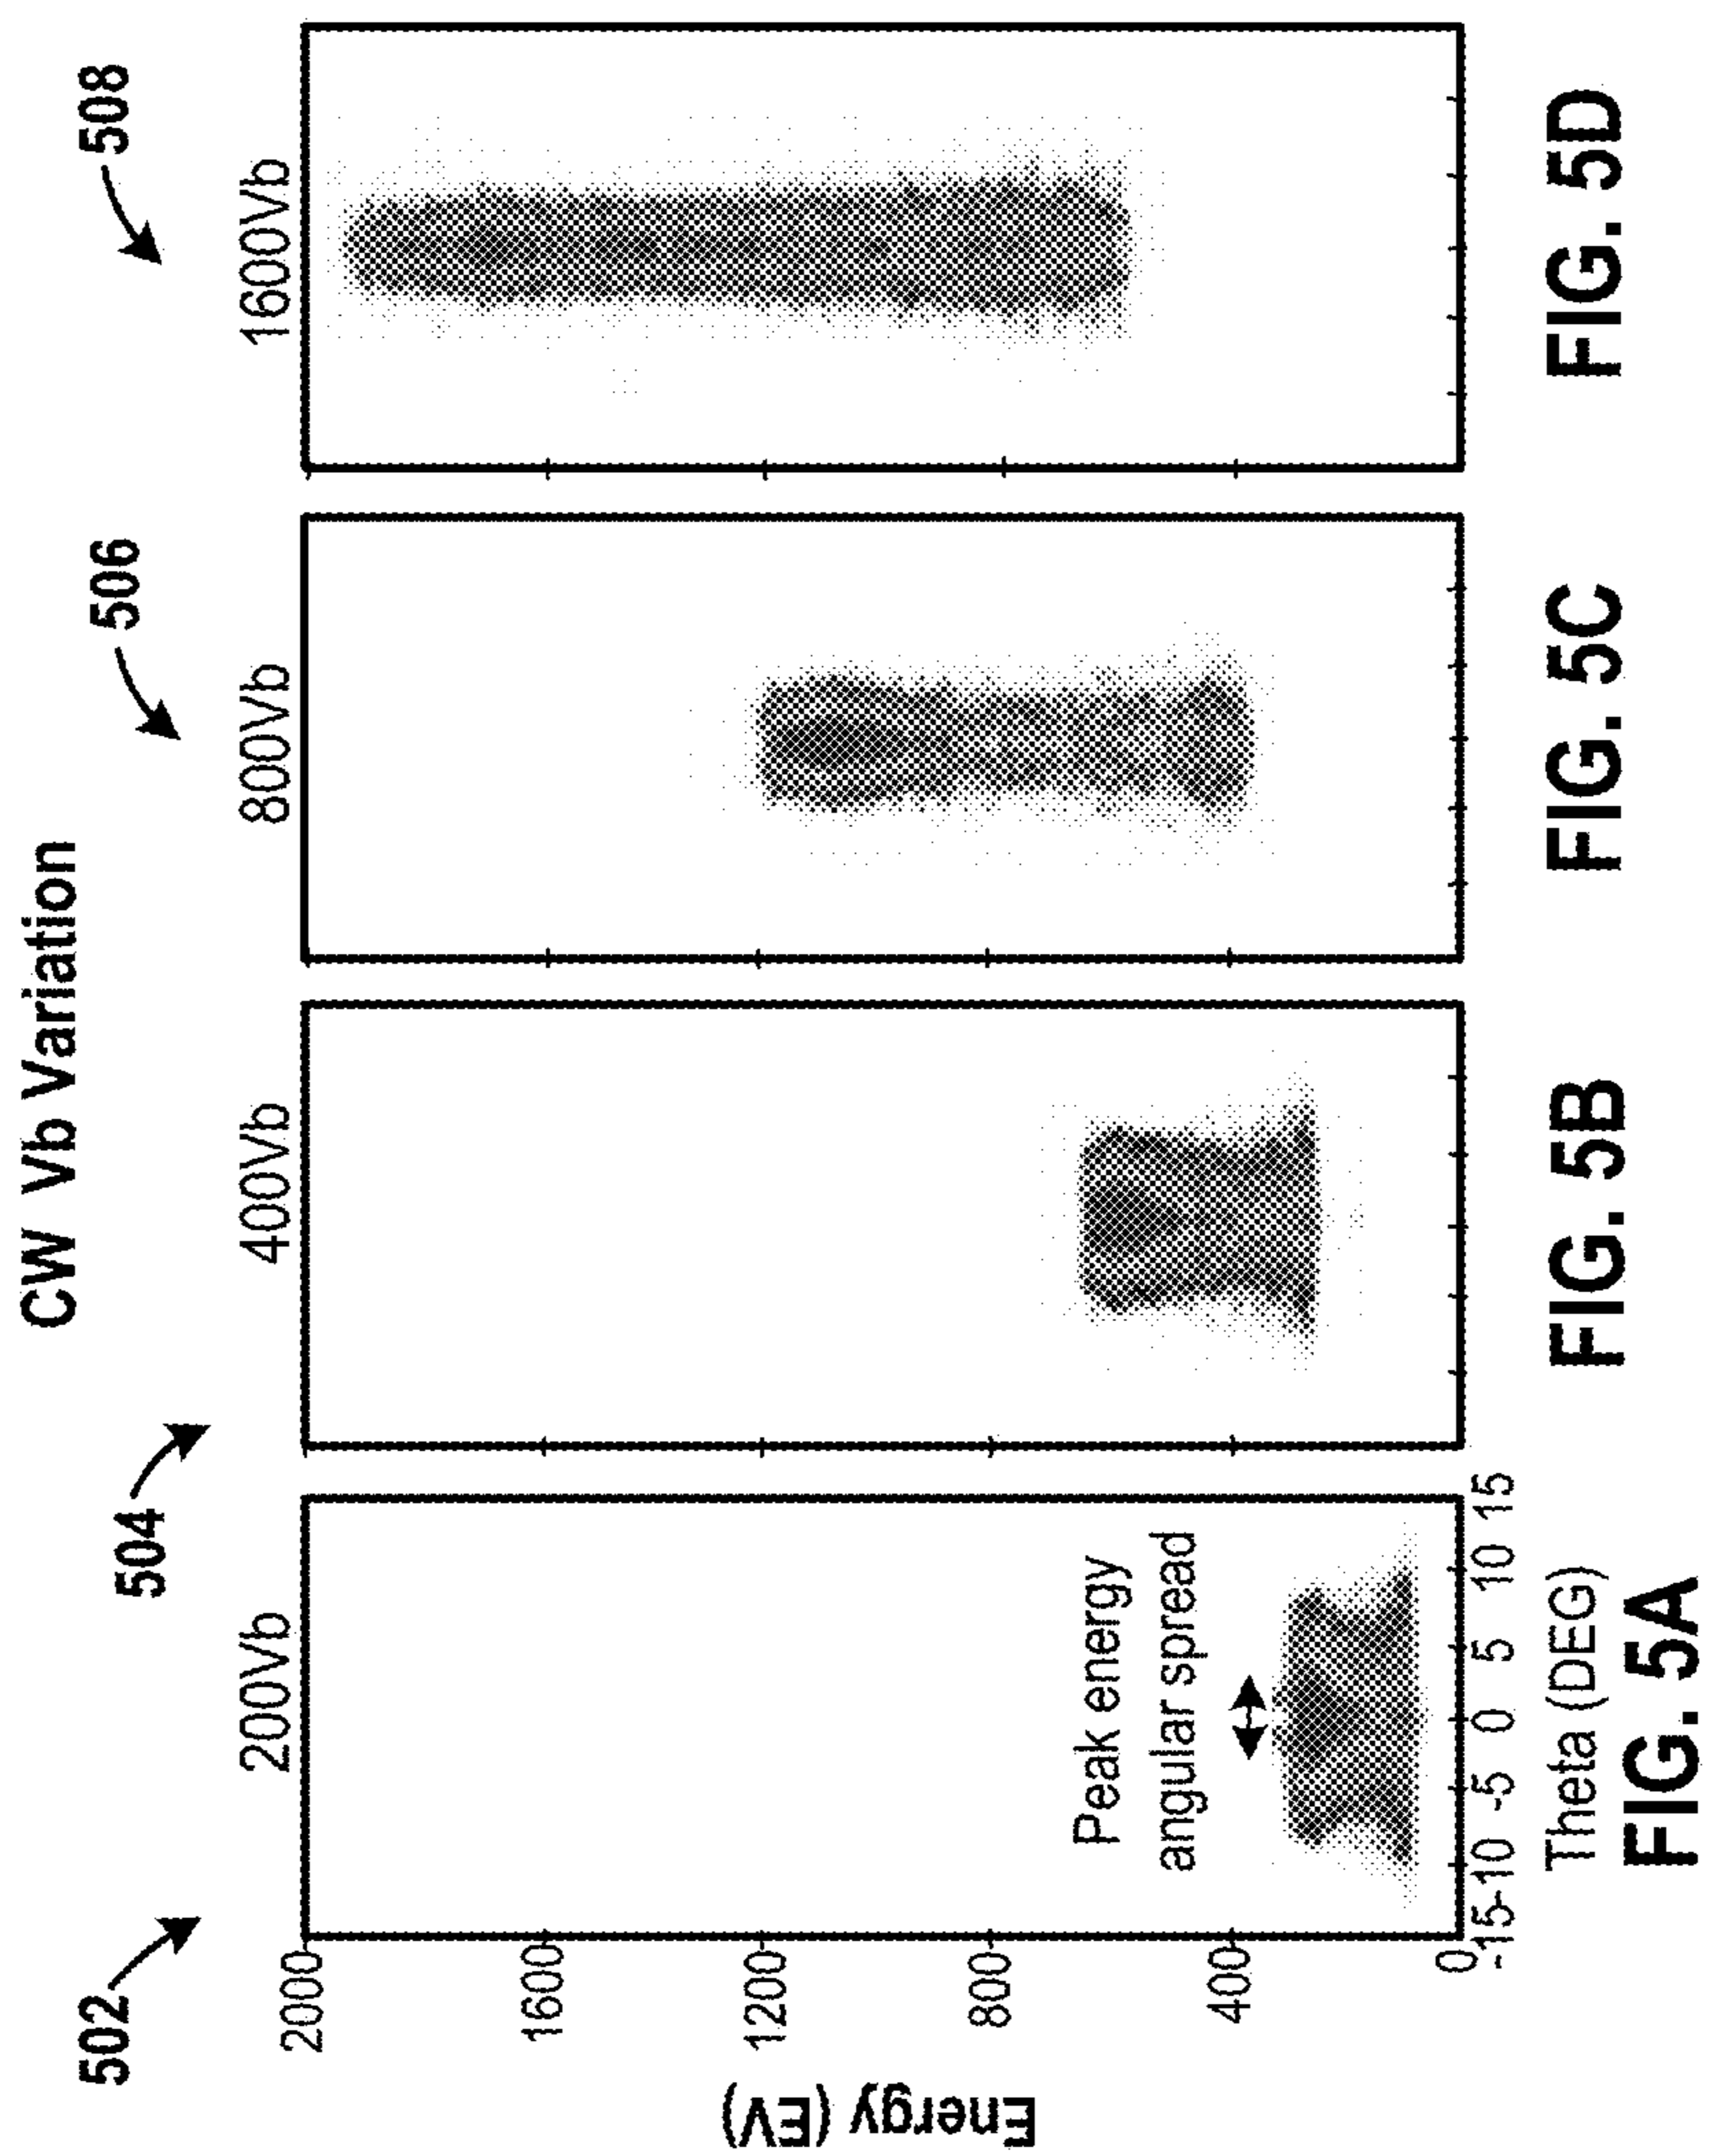 CW Vb Variation
502
504
506
508
200Vb
400Vb
800Vb
1600Vb
Energy (EV)
2000
1600
1200
800
400
0
Peak energy
angular spread
-15 -10 -5 0 5 10 15
Theta (DEG)
FIG. 5A
FIG. 5B
FIG. 5C
FIG. 5D